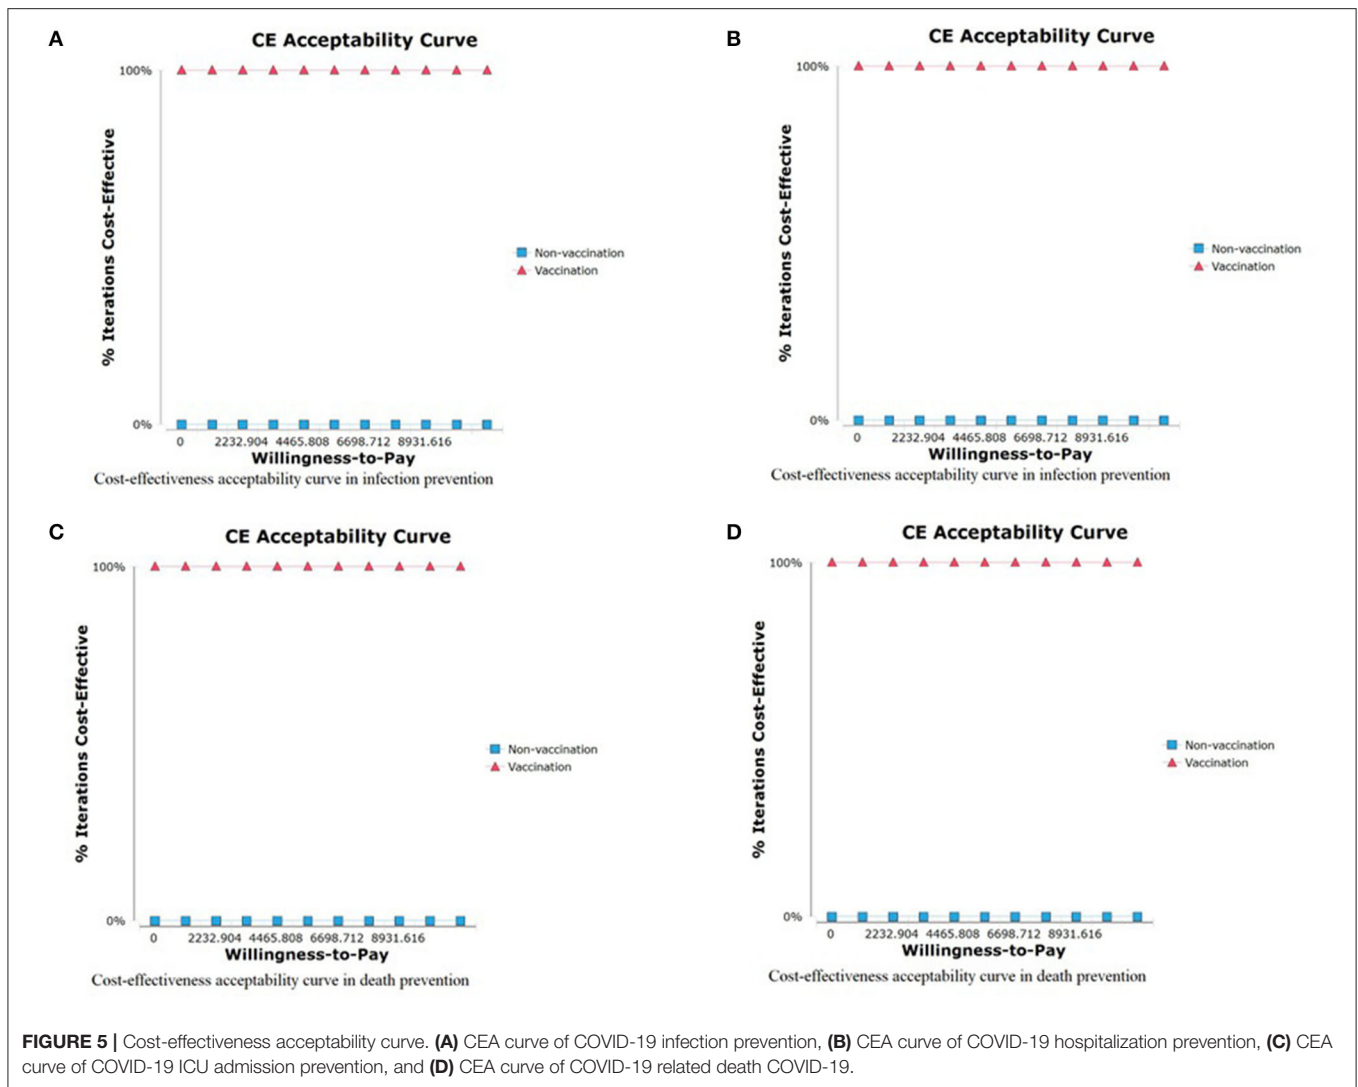 A
CE Acceptability Curve
100%
% Iterations Cost-Effective
Non-vaccination
Vaccination
0%
0 2232.904 4465.808 6698.712 8931.616
Willingness-to-Pay
Cost-effectiveness acceptability curve in infection prevention
B
CE Acceptability Curve
100%
% Iterations Cost-Effective
Non-vaccination
Vaccination
0%
0 2232.904 4465.808 6698.712 8931.616
Willingness-to-Pay
Cost-effectiveness acceptability curve in infection prevention
C
CE Acceptability Curve
100%
% Iterations Cost-Effective
Non-vaccination
Vaccination
0%
0 2232.904 4465.808 6698.712 8931.616
Willingness-to-Pay
Cost-effectiveness acceptability curve in death prevention
D
CE Acceptability Curve
100%
% Iterations Cost-Effective
Non-vaccination
Vaccination
0%
0 2232.904 4465.808 6698.712 8931.616
Willingness-to-Pay
Cost-effectiveness acceptability curve in death prevention
FIGURE 5 | Cost-effectiveness acceptability curve. (A) CEA curve of COVID-19 infection prevention, (B) CEA curve of COVID-19 hospitalization prevention, (C) CEA
curve of COVID-19 ICU admission prevention, and (D) CEA curve of COVID-19 related death COVID-19.